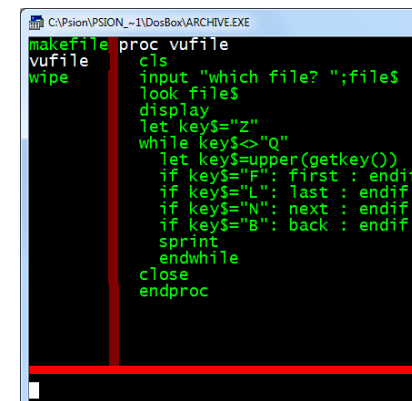 C:\Psion\PSION_~1\DosBox\ARCHIVE.EXE
makefile
vufile
wipe
proc vufile
cls
input "which file? ";file$
look file$
display
let key$="Z"
while key$<>"Q"
let key$=upper(getkey())
if key$="F": first : endif
if key$="L": last : endif
if key$="N": next : endif
if key$="B": back : endif
sprint
endwhile
close
endproc